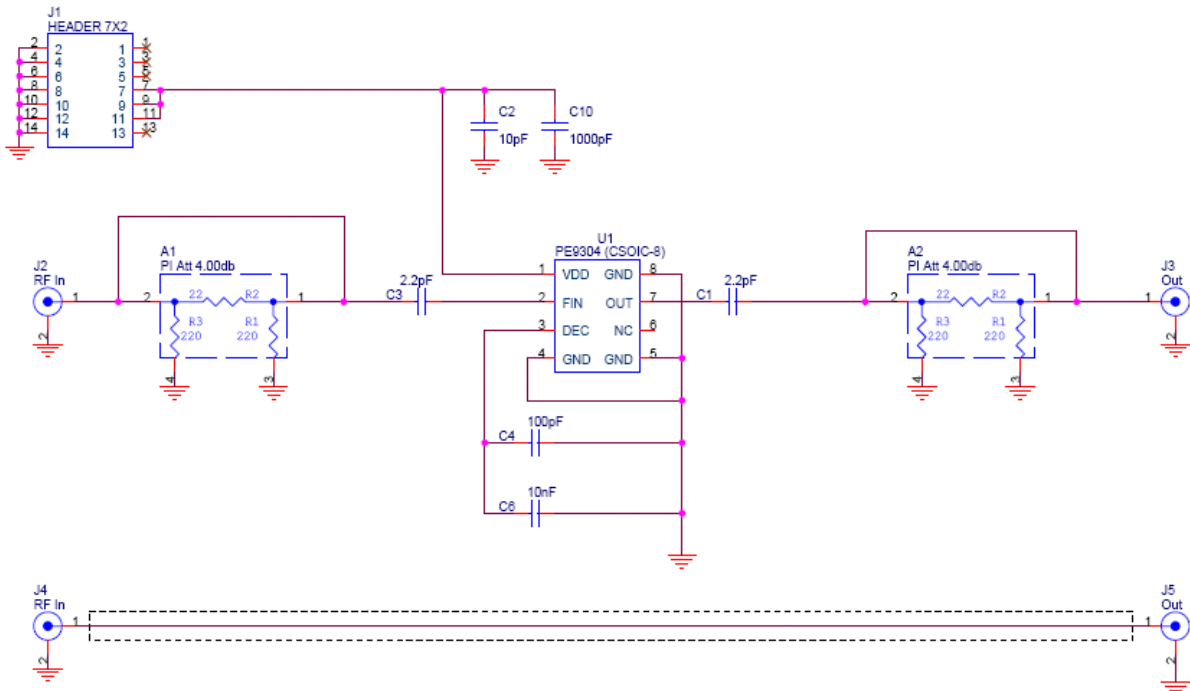 J1
HEADER 7X2
2 2 1 1
4 4 3 3
6 6 5 5
8 8 7 7
10 10 9 9
12 12 11 11
14 14 13 13
C2
10pF
C10
1000pF
J2
RF In
1
2
A1
PI Att 4.00db
2 22 R2 1
R3
220
R1
220
4 3
2.2pF
C3
U1
PE9304 (CSOIC-8)
1 VDD GND 8
2 FIN OUT 7
3 DEC NC 6
4 GND GND 5
2.2pF
C1
A2
PI Att 4.00db
2 22 R2 1
R3
220
R1
220
4 3
J3
Out
1
2
100pF
C4
10nF
C6
J4
RF In
1
2
J5
Out
1
2